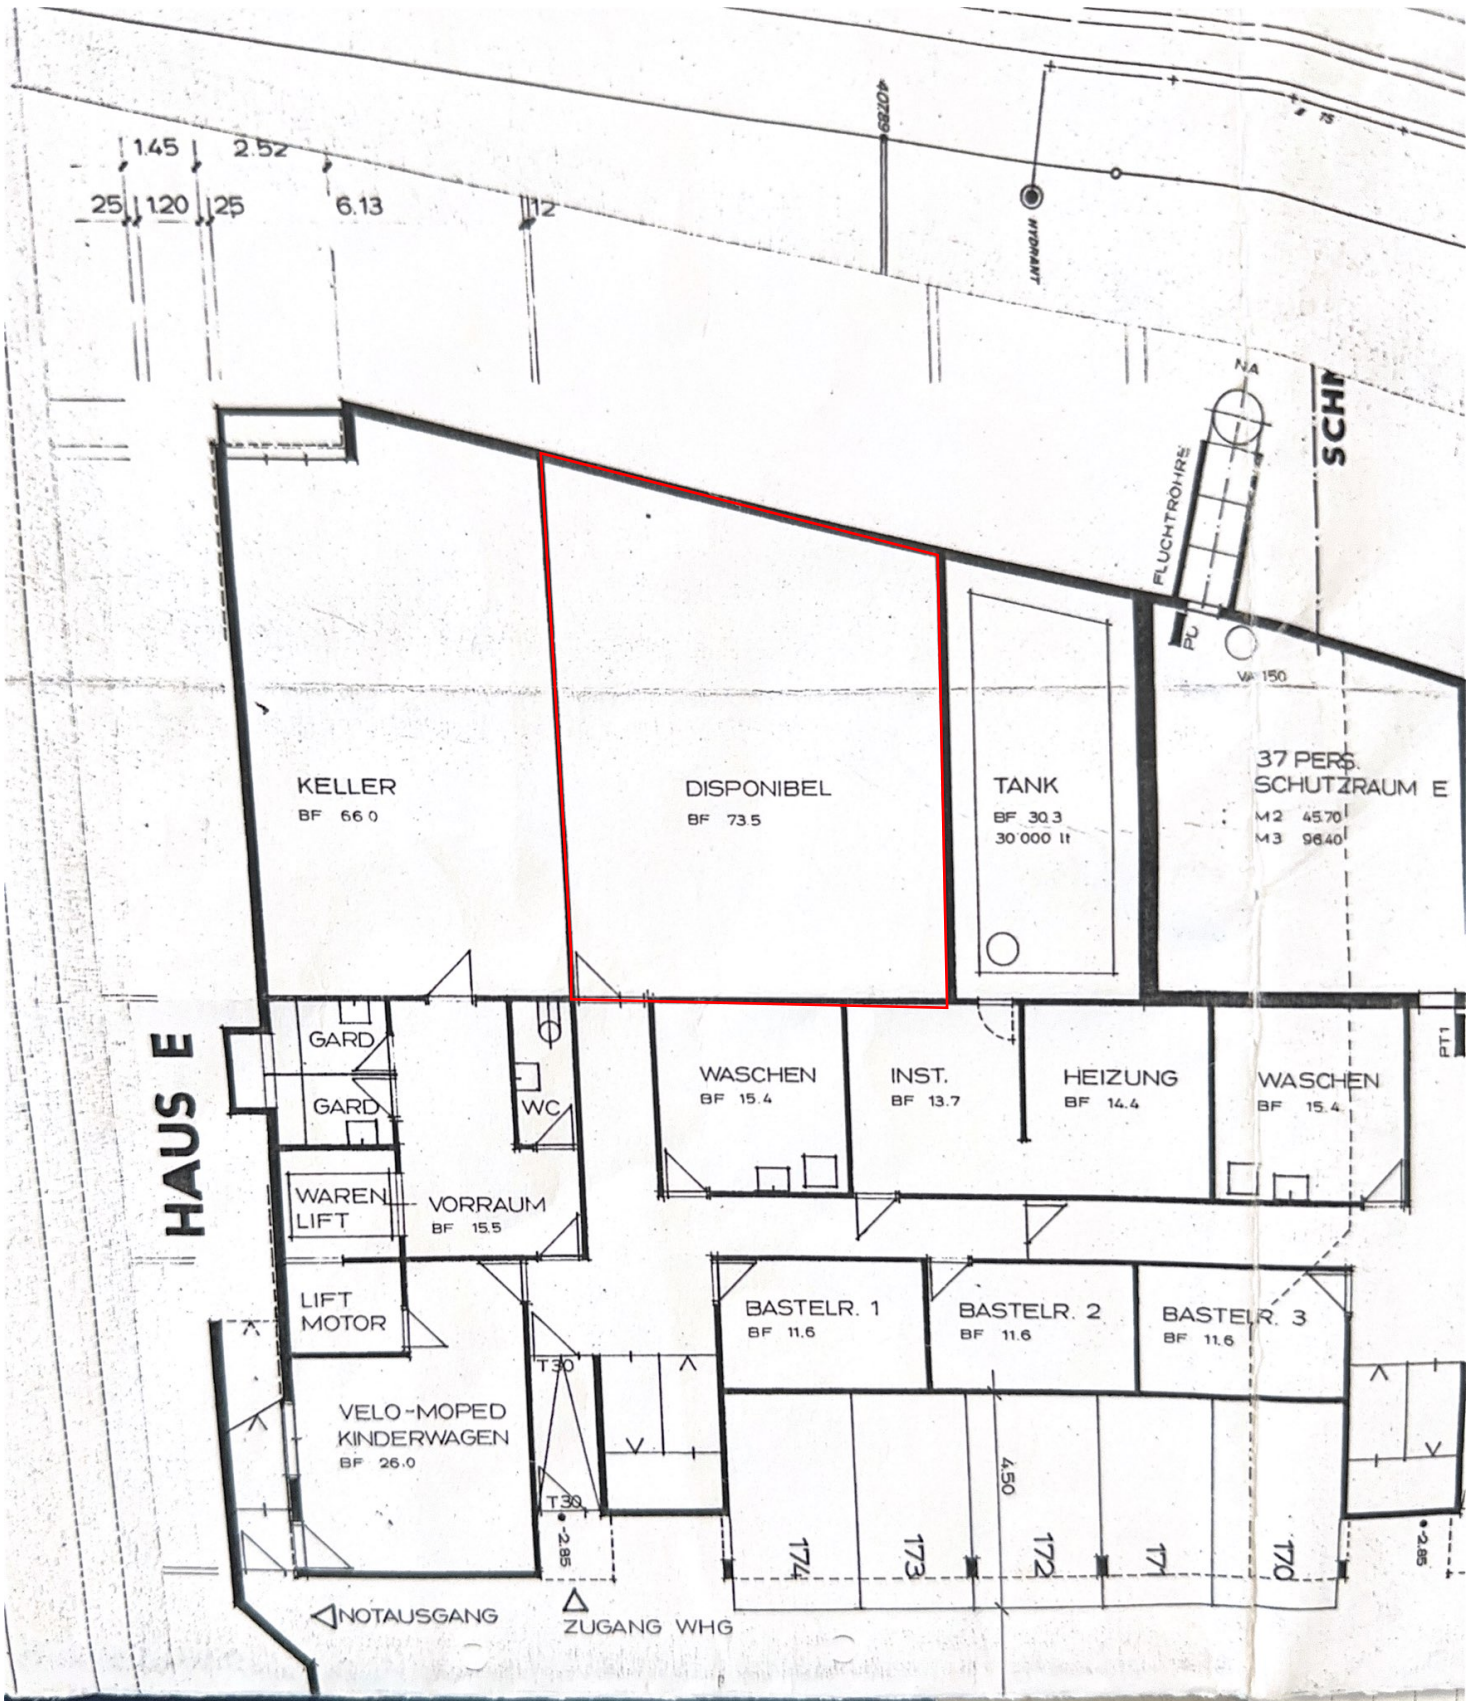 1.45 2.52
25 1.20 25 6.13 12
407.89
HYDRANT
75
NA
SCHI
FLUCHTROHRE
PD
VA 150
KELLER
BF 66.0
DISPONIBEL
BF 73.5
TANK
BF 30.3
30'000 lt
37 PERS.
SCHUTZRAUM E
M2 45.70
M3 96.40
HAUS E
GARD
GARD
WC
WASCHEN
BF 15.4
INST.
BF 13.7
HEIZUNG
BF 14.4
WASCHEN
BF 15.4
PT1
WAREN
LIFT
VORRAUM
BF 15.5
LIFT
MOTOR
BASTELR. 1
BF 11.6
BASTELR. 2
BF 11.6
BASTELR. 3
BF 11.6
T30
VELO-MOPED
KINDERWAGEN
BF 26.0
T30
-2.85
4.50
174
173
172
171
170
-2.85
NOTAUSGANG
ZUGANG WHG